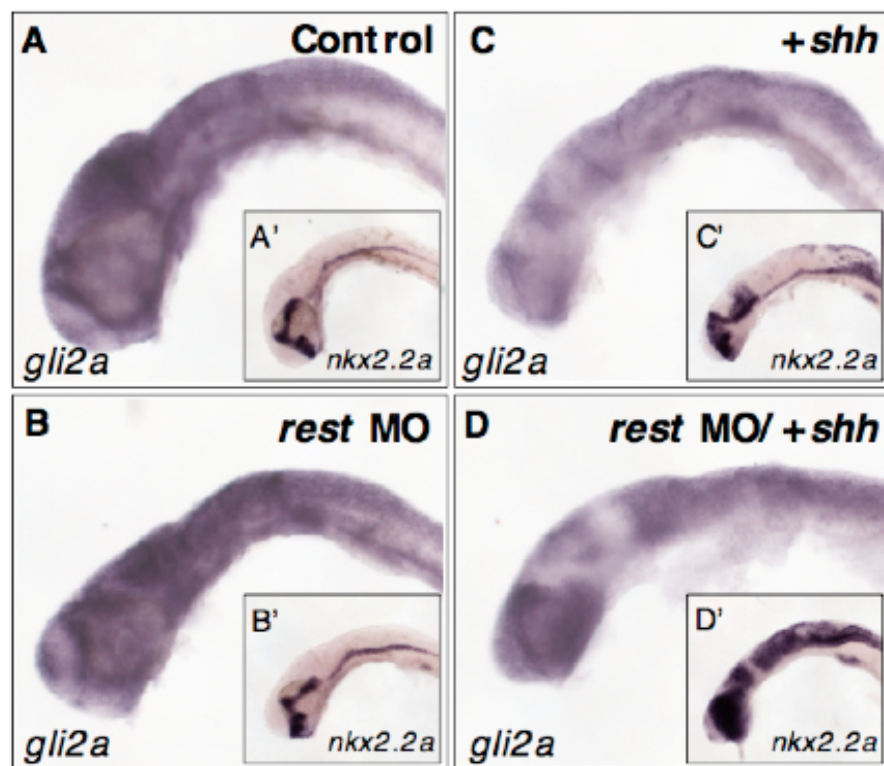 A Control
A'
gli2a nkx2.2a
C +shh
C'
gli2a nkx2.2a
B rest MO
B'
gli2a nkx2.2a
D rest MO/ +shh
D'
gli2a nkx2.2a